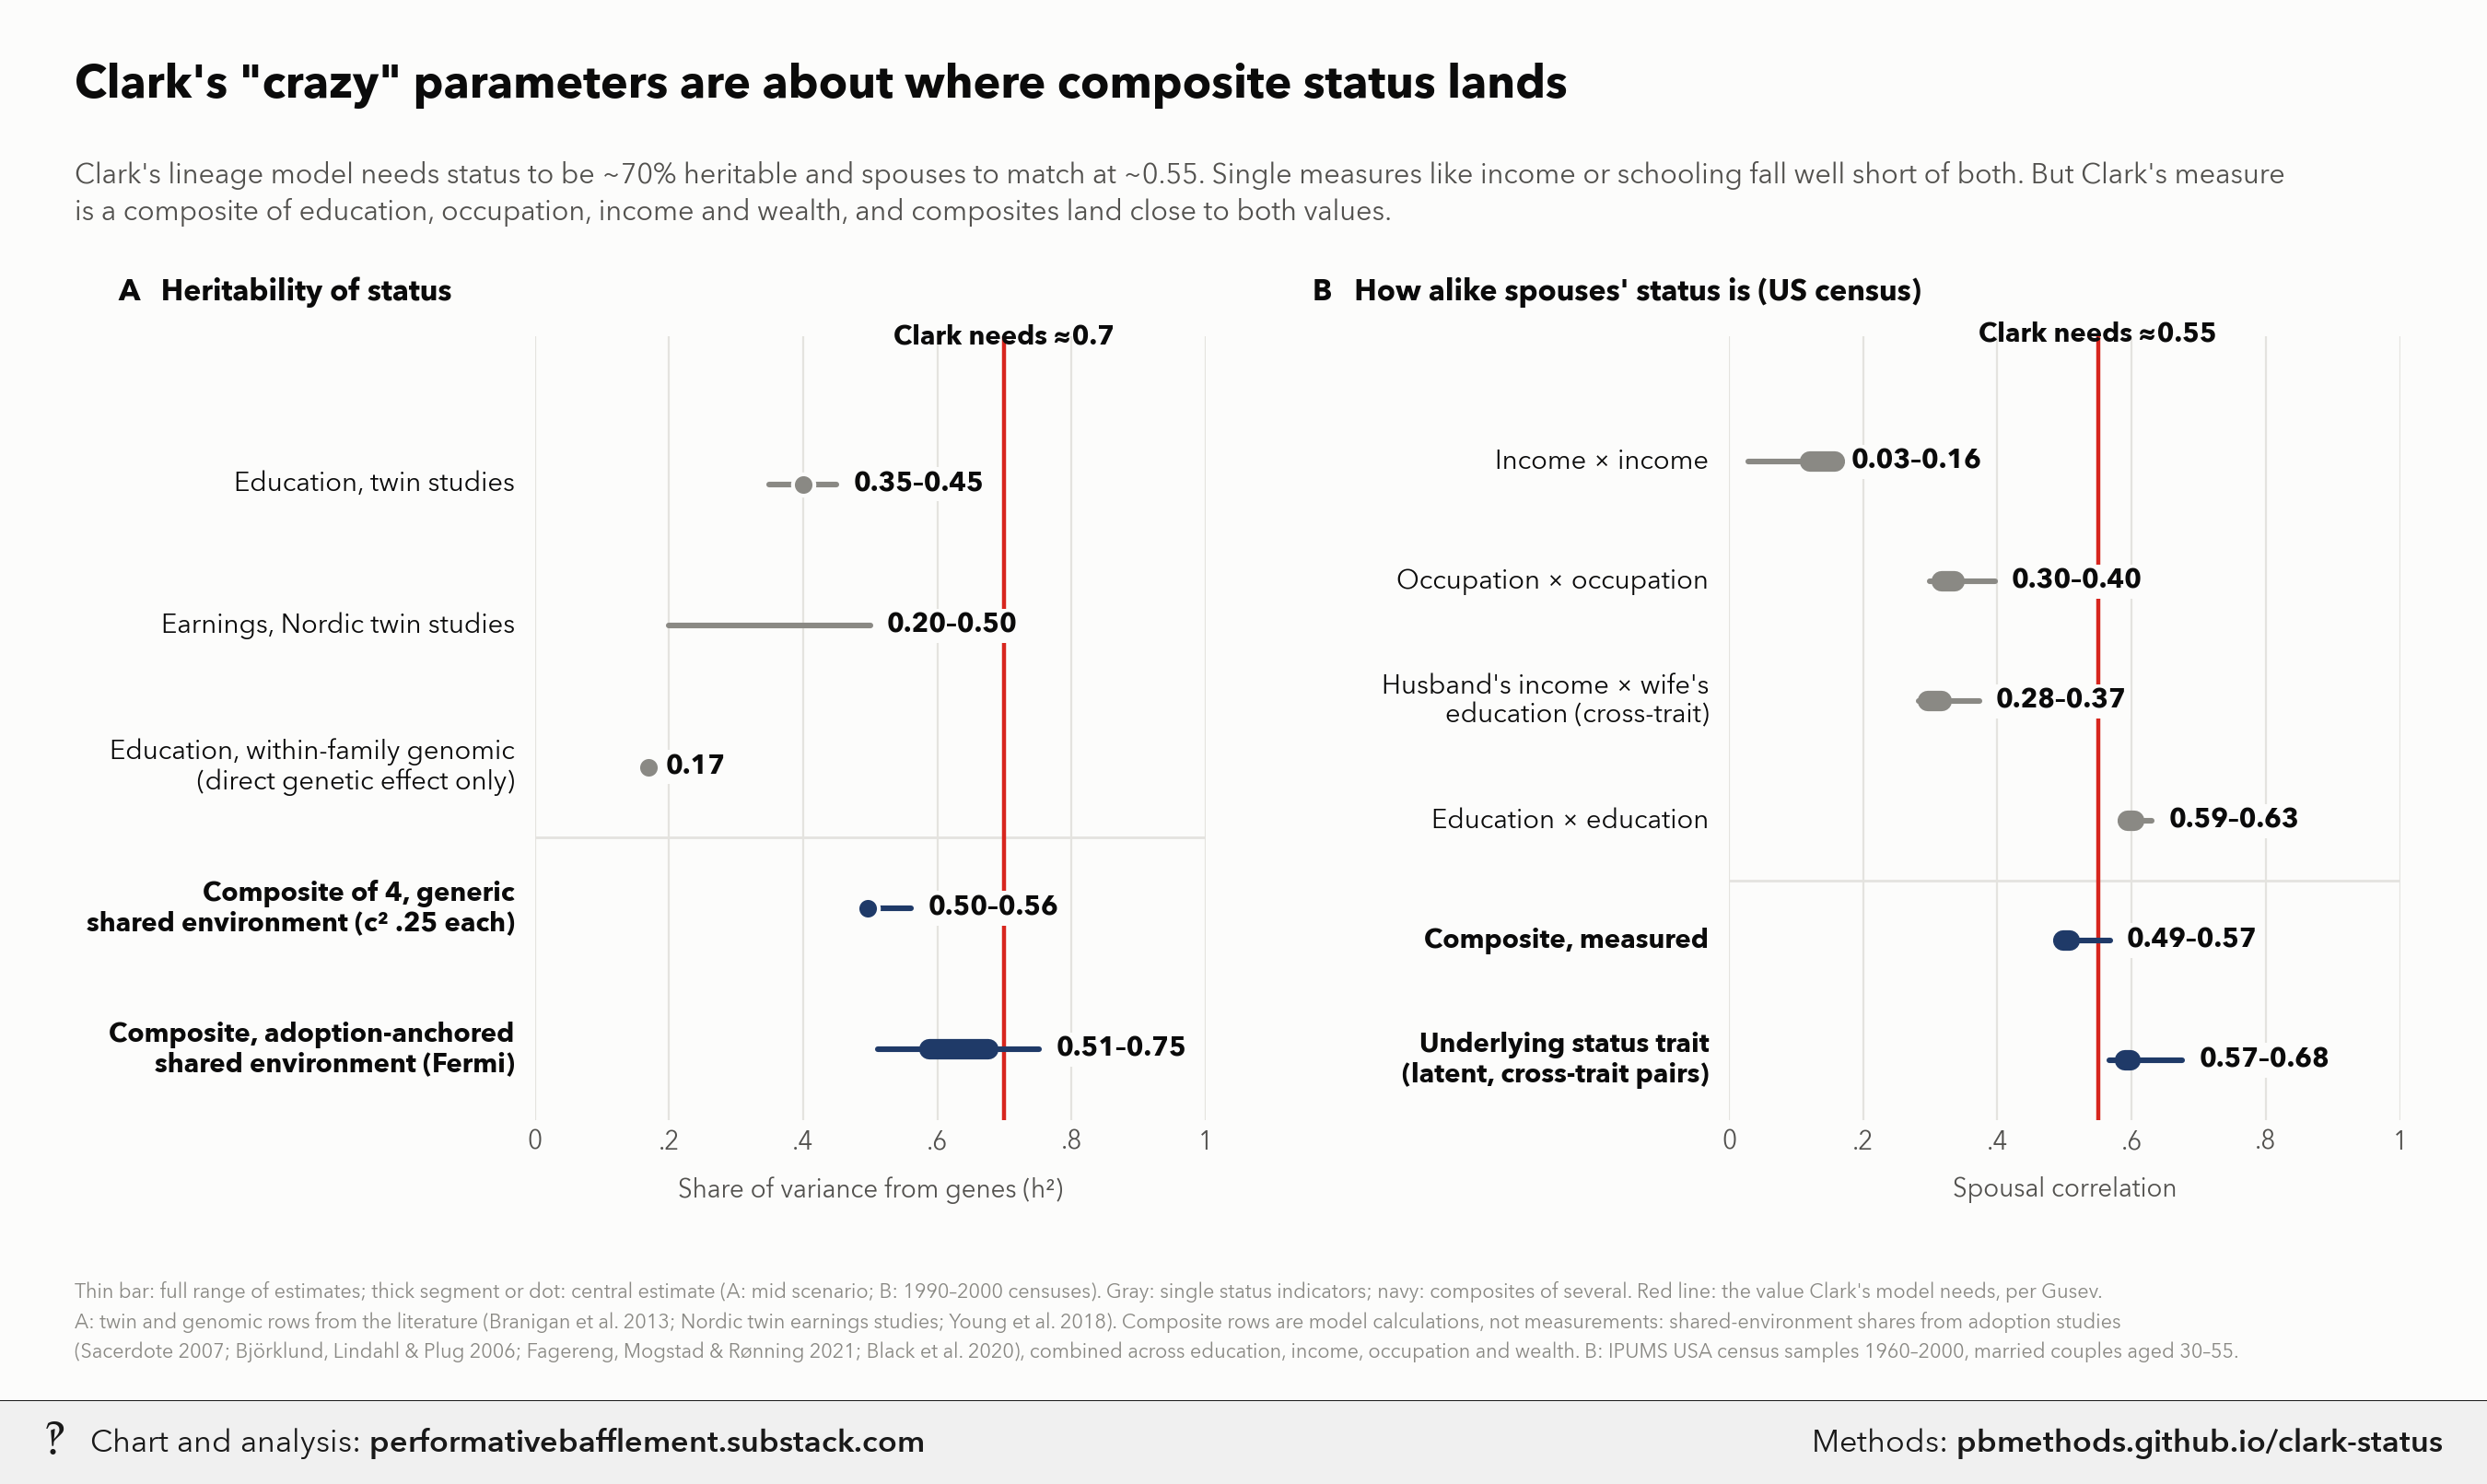 Clark's "crazy" parameters are about where composite status lands
Clark's lineage model needs status to be ~70% heritable and spouses to match at ~0.55. Single measures like income or schooling fall well short of both. But Clark's measure
is a composite of education, occupation, income and wealth, and composites land close to both values.
A Heritability of status
Clark needs ≈0.7
Education, twin studies
0.35–0.45
Earnings, Nordic twin studies
0.20–0.50
Education, within-family genomic
(direct genetic effect only)
0.17
Composite of 4, generic
shared environment (c² .25 each)
0.50–0.56
Composite, adoption-anchored
shared environment (Fermi)
0.51–0.75
0 .2 .4 .6 .8 1
Share of variance from genes (h²)
B How alike spouses' status is (US census)
Clark needs ≈0.55
Income × income
0.03–0.16
Occupation × occupation
0.30–0.40
Husband's income × wife's
education (cross-trait)
0.28–0.37
Education × education
0.59–0.63
Composite, measured
0.49–0.57
Underlying status trait
(latent, cross-trait pairs)
0.57–0.68
0 .2 .4 .6 .8 1
Spousal correlation
Thin bar: full range of estimates; thick segment or dot: central estimate (A: mid scenario; B: 1990–2000 censuses). Gray: single status indicators; navy: composites of several. Red line: the value Clark's model needs, per Gusev.
A: twin and genomic rows from the literature (Branigan et al. 2013; Nordic twin earnings studies; Young et al. 2018). Composite rows are model calculations, not measurements: shared-environment shares from adoption studies
(Sacerdote 2007; Björklund, Lindahl & Plug 2006; Fagereng, Mogstad & Rønning 2021; Black et al. 2020), combined across education, income, occupation and wealth. B: IPUMS USA census samples 1960–2000, married couples aged 30–55.
‽ Chart and analysis: performativebafflement.substack.com
Methods: pbmethods.github.io/clark-status